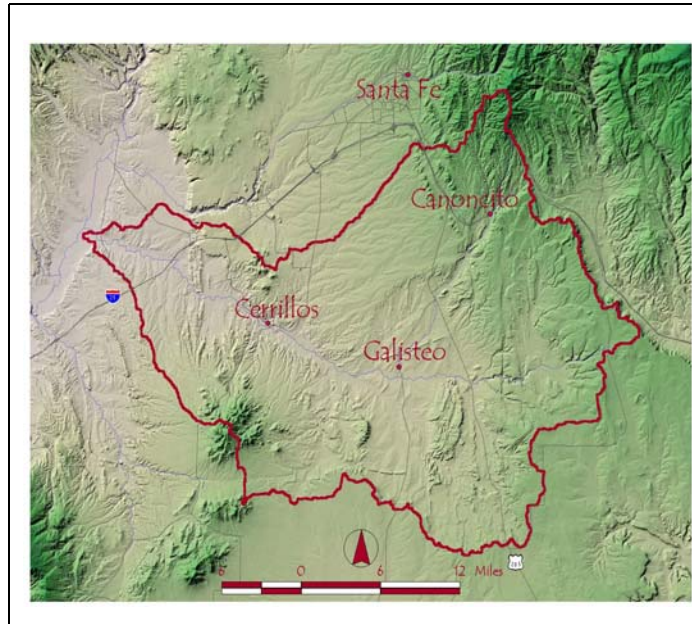 Santa Fe
Canoncito
Cerrillos
Galisteo
6 0 6 12 Miles